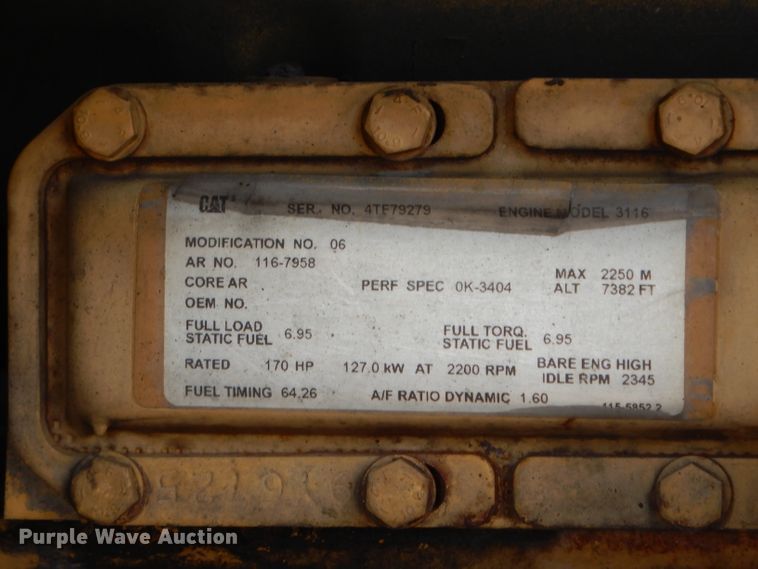 CAT SER. NO. 4TF79279 ENGINE MODEL 3116
MODIFICATION NO. 06
AR NO. 116-7958
CORE AR PERF SPEC 0K-3404 MAX 2250 M
OEM NO. ALT 7382 FT
FULL LOAD STATIC FUEL 6.95 FULL TORQ. STATIC FUEL 6.95
RATED 170 HP 127.0 kW AT 2200 RPM BARE ENG HIGH IDLE RPM 2345
FUEL TIMING 64.26 A/F RATIO DYNAMIC 1.60
115-5952 2
Purple Wave Auction